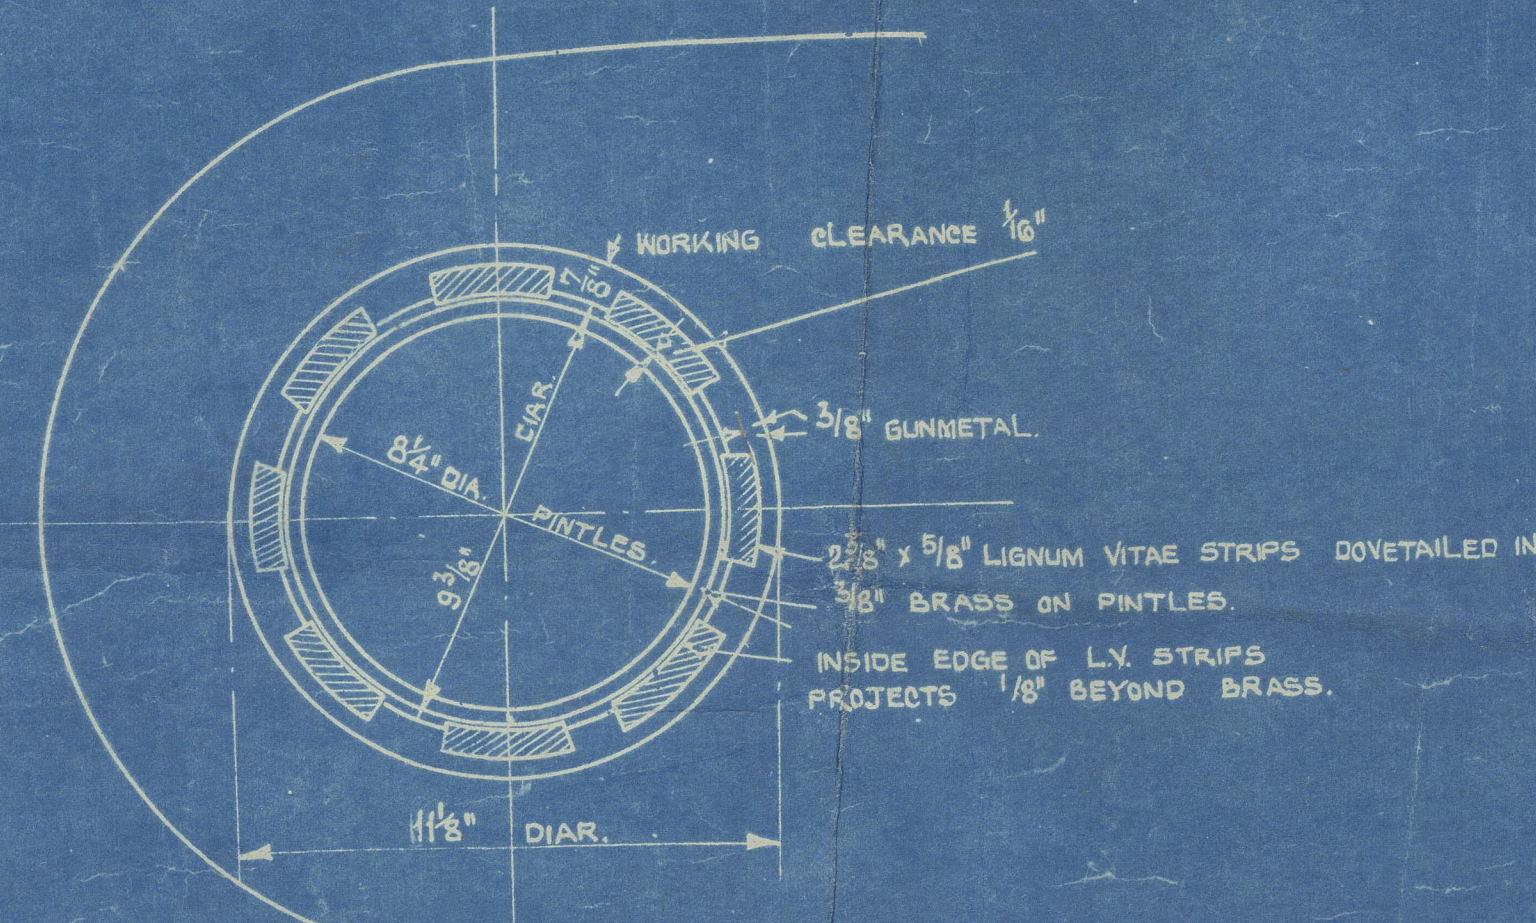 WORKING CLEARANCE 1/16"
7/8"
3/8" GUNMETAL.
DIAR.
8 1/4" DIA.
PINTLES.
9 3/8"
2 3/8" x 5/8" LIGNUM VITAE STRIPS DOVETAILED IN
3/8" BRASS ON PINTLES.
INSIDE EDGE OF L.V. STRIPS
PROJECTS 1/8" BEYOND BRASS.
11 1/8" DIAR.